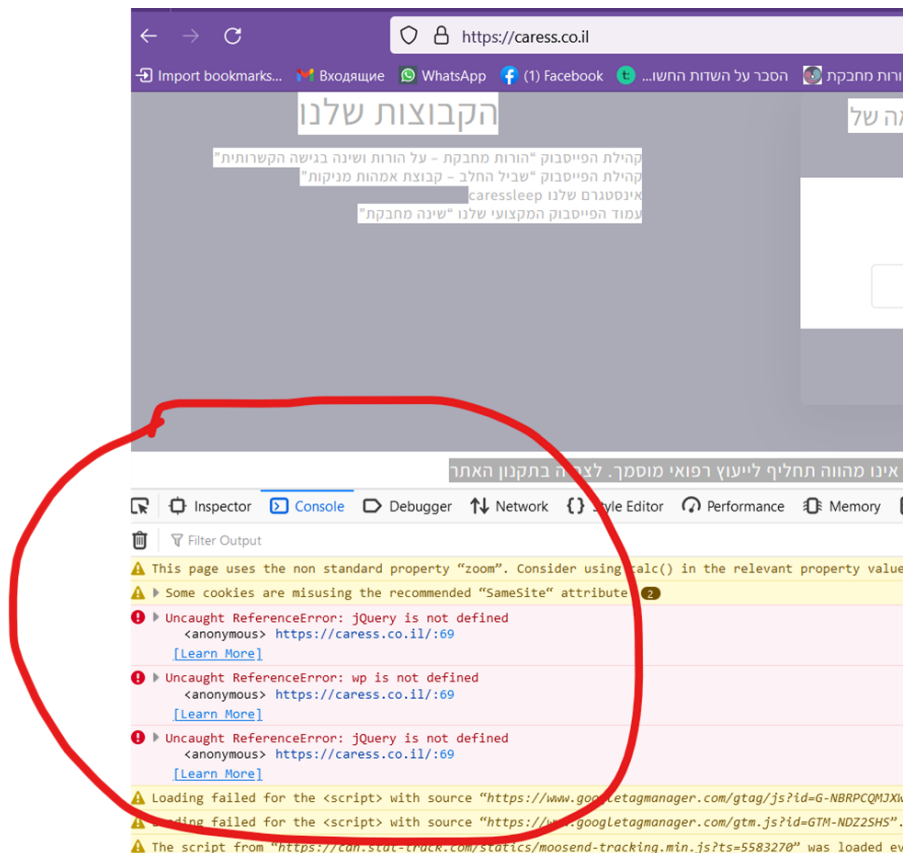 https://caress.co.il
Import bookmarks... Входящие WhatsApp (1) Facebook הסבר על השדות החשו... הורות מחבקת
הקבוצות שלנו
קהילת הפייסבוק "הורות מחבקת – על הורות ושינה בגישה הקשרותית"
קהילת הפייסבוק "שביל החלב – קבוצת אמהות מניקות"
אינסטגרם שלנו caressleep
עמוד הפייסבוק המקצועי שלנו "שינה מחבקת"
של
אינו מהווה תחליף לייעוץ רפואי מוסמך. בתקנון האתר
Inspector Console Debugger Network Style Editor Performance Memory
Filter Output
This page uses the non standard property “zoom”. Consider using calc() in the relevant property value
Some cookies are misusing the recommended “SameSite“ attribute 2
Uncaught ReferenceError: jQuery is not defined
<anonymous> https://caress.co.il/:69
[Learn More]
Uncaught ReferenceError: wp is not defined
<anonymous> https://caress.co.il/:69
[Learn More]
Uncaught ReferenceError: jQuery is not defined
<anonymous> https://caress.co.il/:69
[Learn More]
Loading failed for the <script> with source “https://www.googletagmanager.com/gtag/js?id=G-NBRPCQMJXW
Loading failed for the <script> with source “https://www.googletagmanager.com/gtm.js?id=GTM-NDZ2SHS”.
The script from “https://cdn.stat-track.com/statics/moosend-tracking.min.js?ts=5583270” was loaded ev